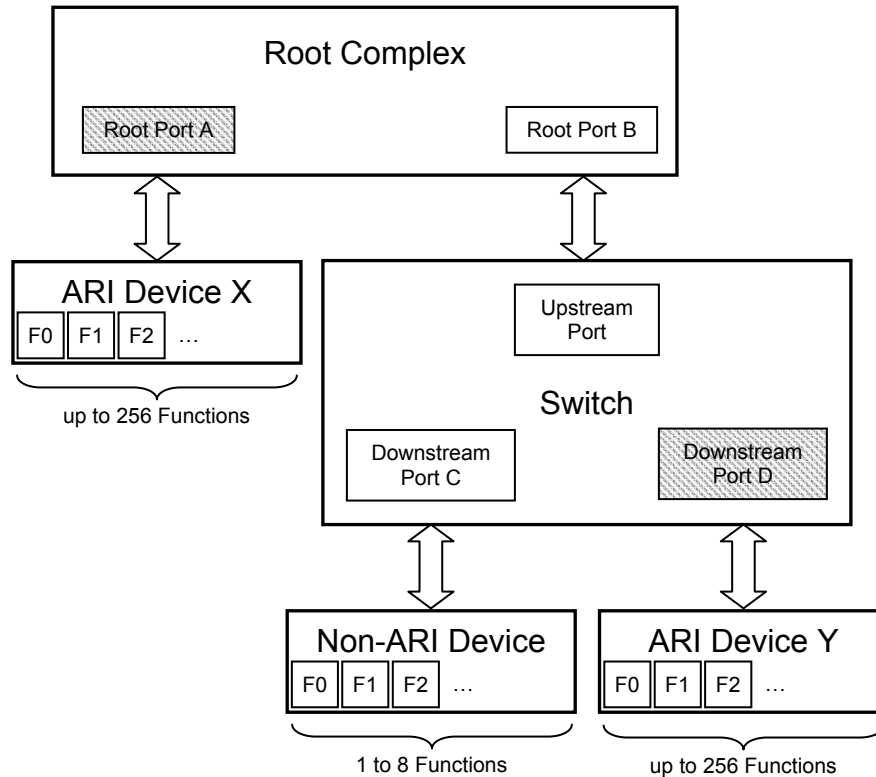 Root Complex
Root Port A
Root Port B
ARI Device X
F0 F1 F2 ...
up to 256 Functions
Upstream
Port
Switch
Downstream
Port C
Downstream
Port D
Non-ARI Device
F0 F1 F2 ...
1 to 8 Functions
ARI Device Y
F0 F1 F2 ...
up to 256 Functions